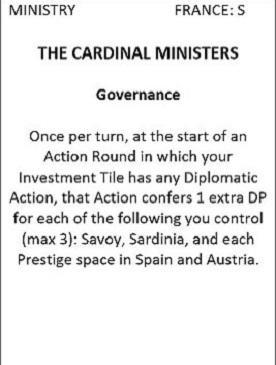 MINISTRY FRANCE: S
THE CARDINAL MINISTERS
Governance
Once per turn, at the start of an
Action Round in which your
Investment Tile has any Diplomatic
Action, that Action confers 1 extra DP
for each of the following you control
(max 3): Savoy, Sardinia, and each
Prestige space in Spain and Austria.